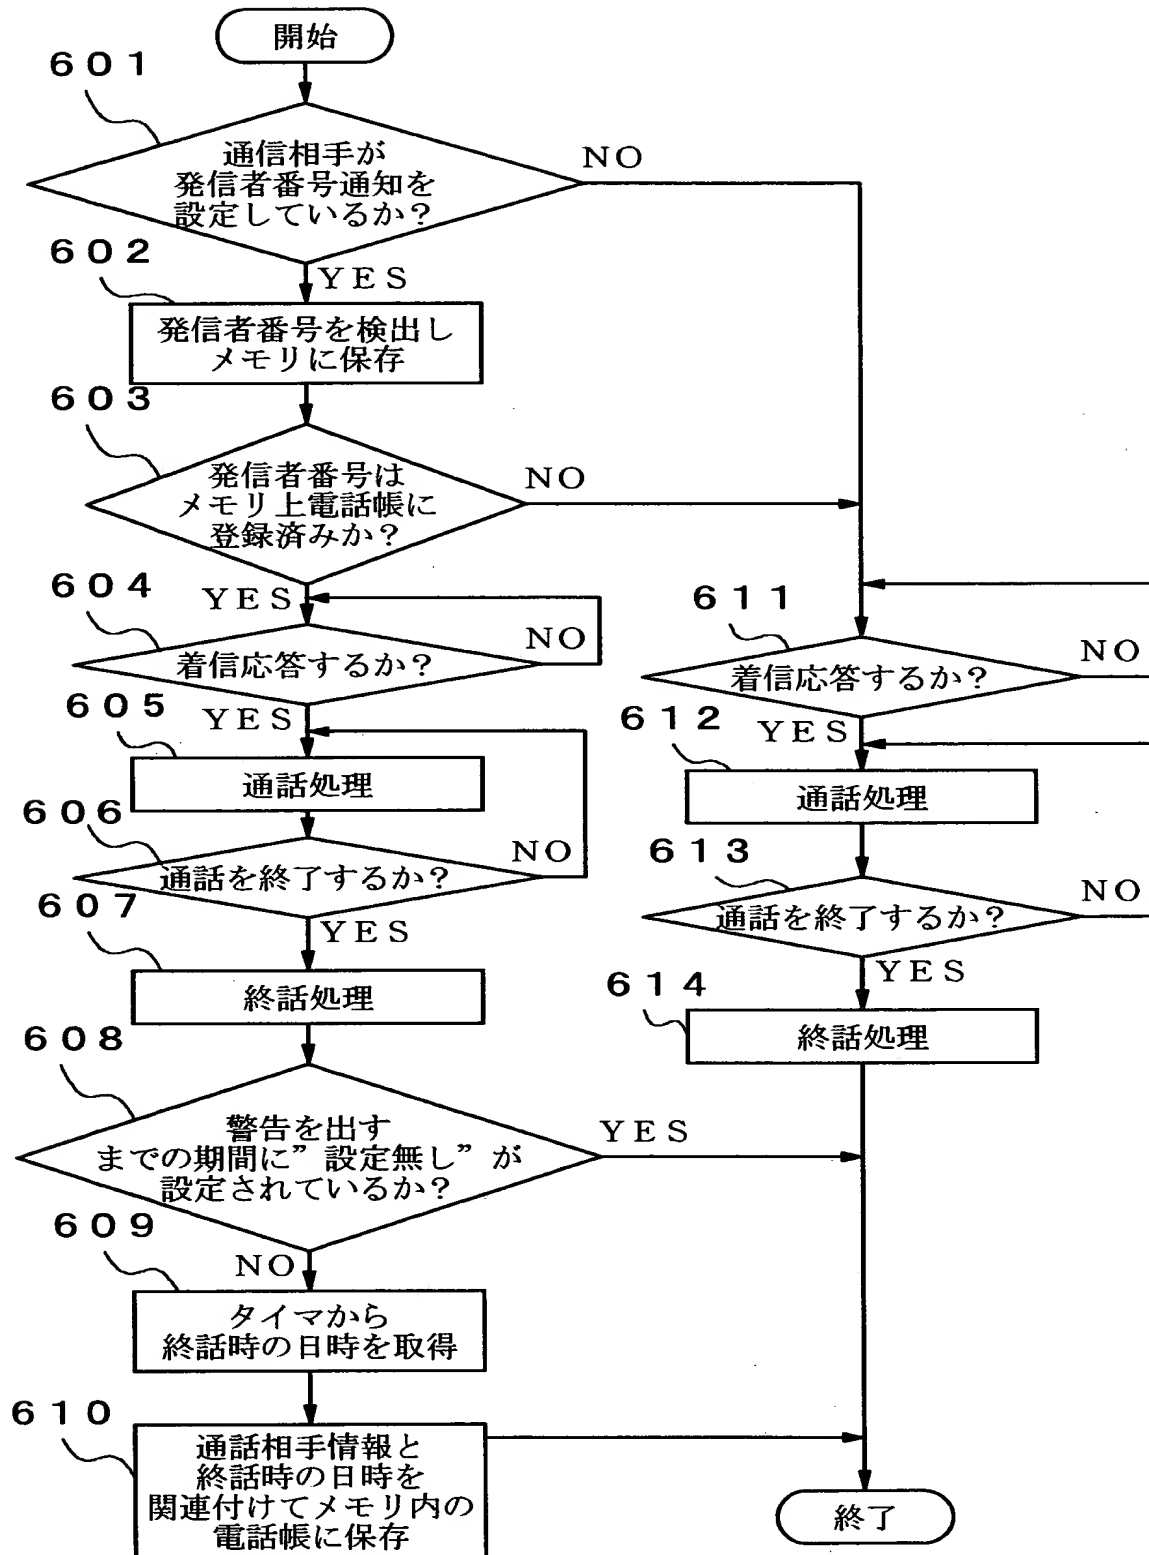 開始
601
通信相手が
発信者番号通知を
設定しているか?
NO
YES
602
発信者番号を検出し
メモリに保存
603
発信者番号は
メモリ上電話帳に
登録済みか?
NO
YES
604
着信応答するか?
NO
YES
605
通話処理
606
通話を終了するか?
NO
YES
607
終話処理
608
警告を出す
までの期間に”設定無し”が
設定されているか?
YES
NO
609
タイマから
終話時の日時を取得
610
通話相手情報と
終話時の日時を
関連付けてメモリ内の
電話帳に保存
611
着信応答するか?
NO
YES
612
通話処理
613
通話を終了するか?
NO
YES
614
終話処理
終了